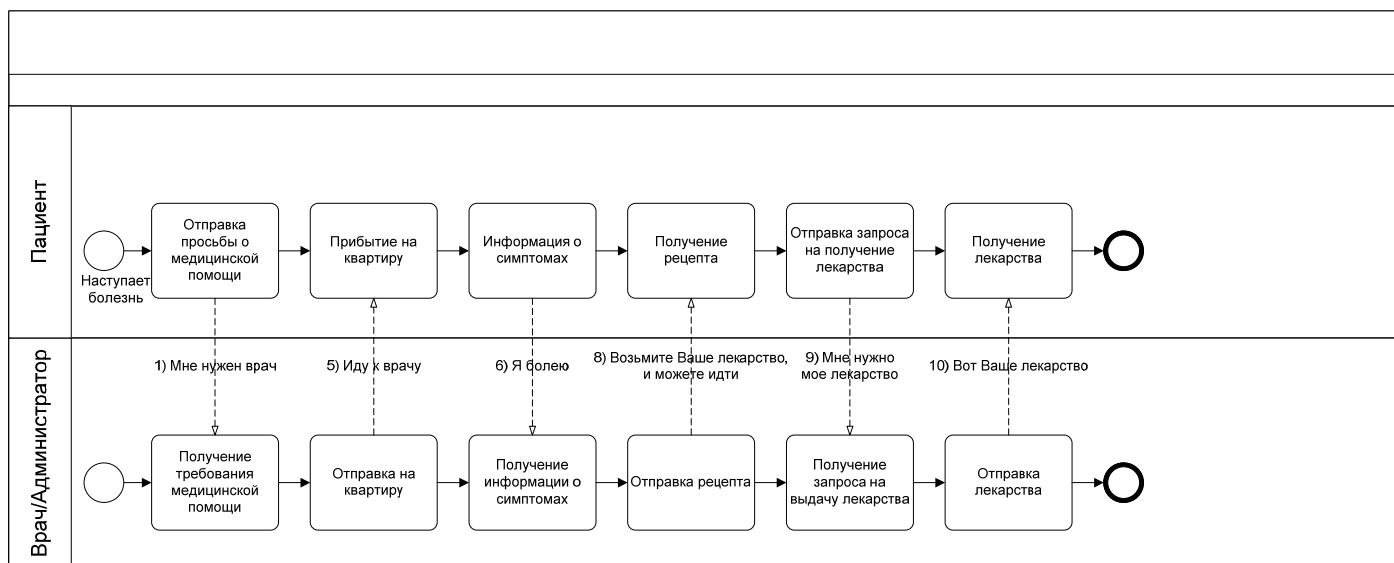 Пациент
Наступает
болезнь
Отправка
просьбы о
медицинской
помощи
Прибытие на
квартиру
Информация о
симптомах
Получение
рецепта
Отправка запроса
на получение
лекарства
Получение
лекарства
1) Мне нужен врач
5) Иду к врачу
6) Я болею
8) Возьмите Ваше лекарство,
и можете идти
9) Мне нужно
мое лекарство
10) Вот Ваше лекарство
Врач/Администратор
Получение
требования
медицинской
помощи
Отправка на
квартиру
Получение
информации о
симптомах
Отправка рецепта
Получение
запроса на
выдачу лекарства
Отправка
лекарства